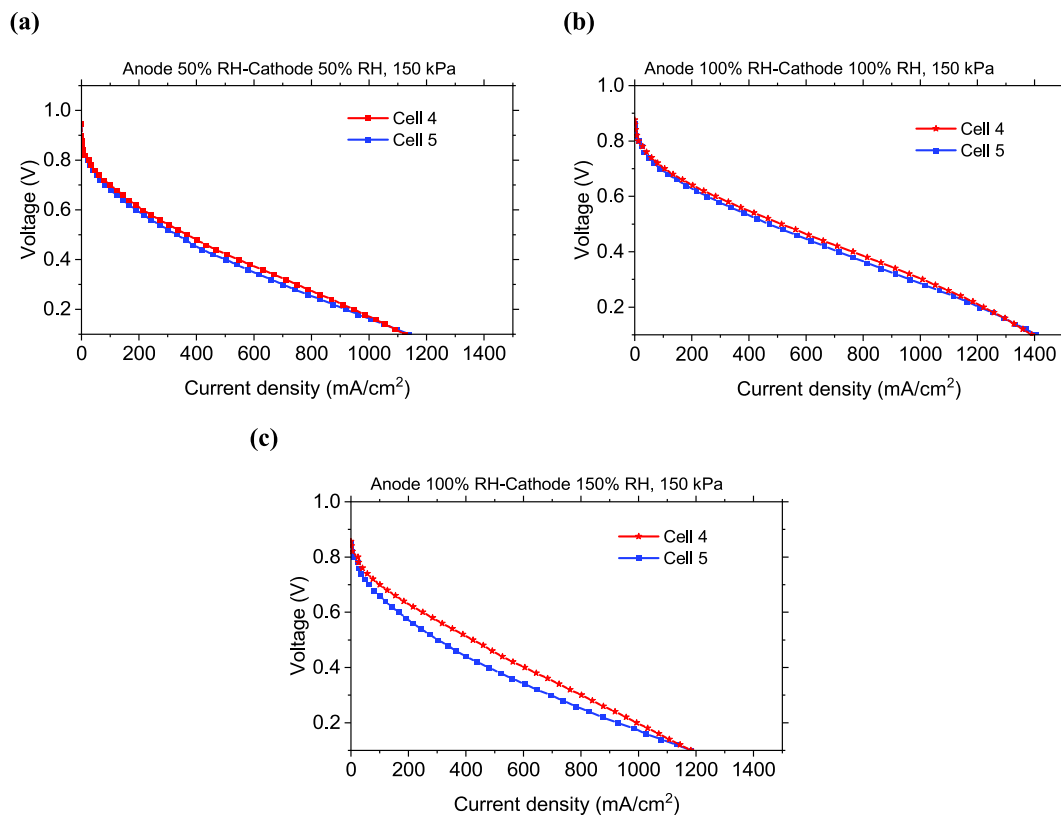 (a)
Anode 50% RH-Cathode 50% RH, 150 kPa
1.0
0.8
0.6
0.4
0.2
Voltage (V)
Cell 4
Cell 5
0 200 400 600 800 1000 1200 1400
Current density (mA/cm²)
(b)
Anode 100% RH-Cathode 100% RH, 150 kPa
1.0
0.8
0.6
0.4
0.2
Voltage (V)
Cell 4
Cell 5
0 200 400 600 800 1000 1200 1400
Current density (mA/cm²)
(c)
Anode 100% RH-Cathode 150% RH, 150 kPa
1.0
0.8
0.6
0.4
0.2
Voltage (V)
Cell 4
Cell 5
0 200 400 600 800 1000 1200 1400
Current density (mA/cm²)